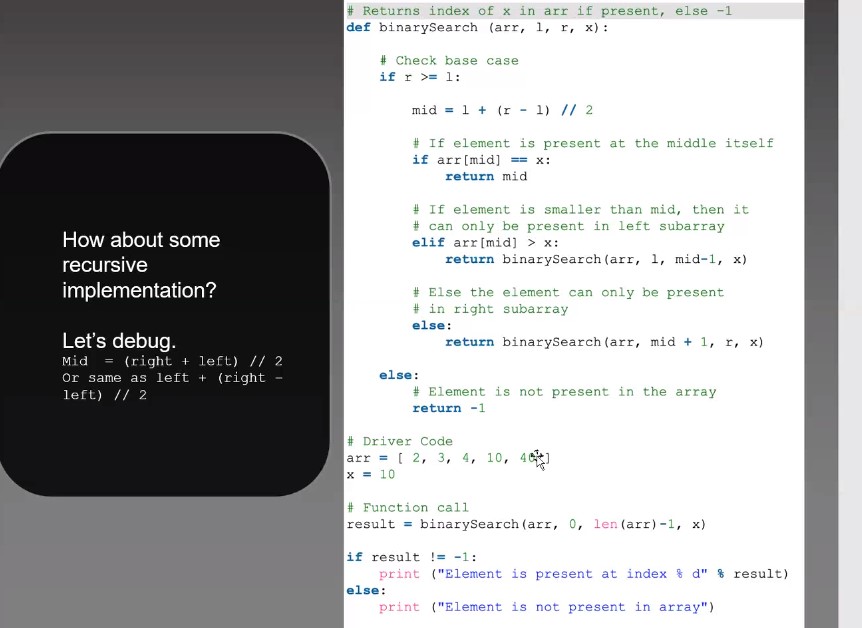 How about some
recursive
implementation?
Let's debug.
Mid  = (right + left) // 2
Or same as left + (right -
left) // 2
# Returns index of x in arr if present, else -1
def binarySearch (arr, l, r, x):
    # Check base case
    if r >= l:
        mid = l + (r - l) // 2
        # If element is present at the middle itself
        if arr[mid] == x:
            return mid
        # If element is smaller than mid, then it
        # can only be present in left subarray
        elif arr[mid] > x:
            return binarySearch(arr, l, mid-1, x)
        # Else the element can only be present
        # in right subarray
        else:
            return binarySearch(arr, mid + 1, r, x)
    else:
        # Element is not present in the array
        return -1
# Driver Code
arr = [ 2, 3, 4, 10, 40 ]
x = 10
# Function call
result = binarySearch(arr, 0, len(arr)-1, x)
if result != -1:
    print ("Element is present at index % d" % result)
else:
    print ("Element is not present in array")